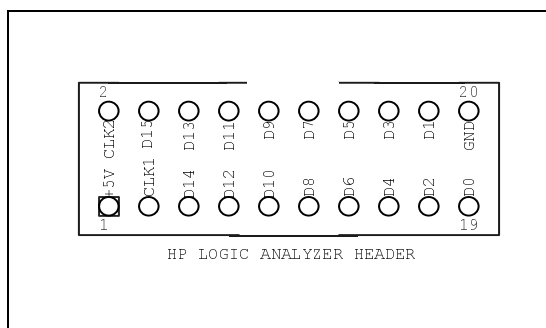 2 20
CLK2 D15 D13 D11 D9 D7 D5 D3 D1 GND
+5V CLK1 D14 D12 D10 D8 D6 D4 D2 D0
1 19
HP LOGIC ANALYZER HEADER